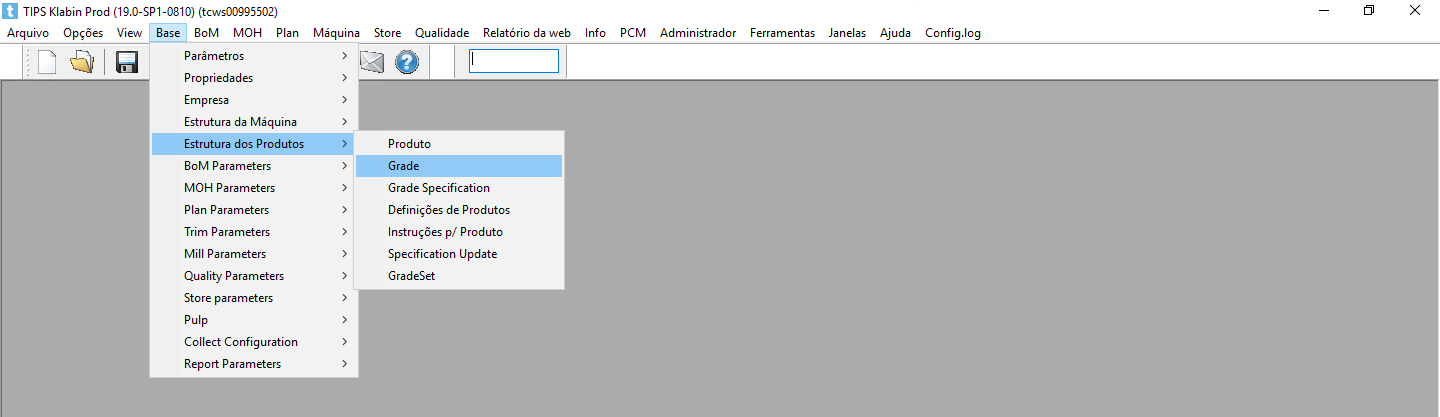 TIPS Klabin Prod (19.0-SP1-0810) (tcws00995502)
Arquivo Opções View Base BoM MOH Plan Máquina Store Qualidade Relatório da web Info PCM Administrador Ferramentas Janelas Ajuda Config.log
Parâmetros
Propriedades
Empresa
Estrutura da Máquina
Estrutura dos Produtos
BoM Parameters
MOH Parameters
Plan Parameters
Trim Parameters
Mill Parameters
Quality Parameters
Store parameters
Pulp
Collect Configuration
Report Parameters
Produto
Grade
Grade Specification
Definições de Produtos
Instruções p/ Produto
Specification Update
GradeSet